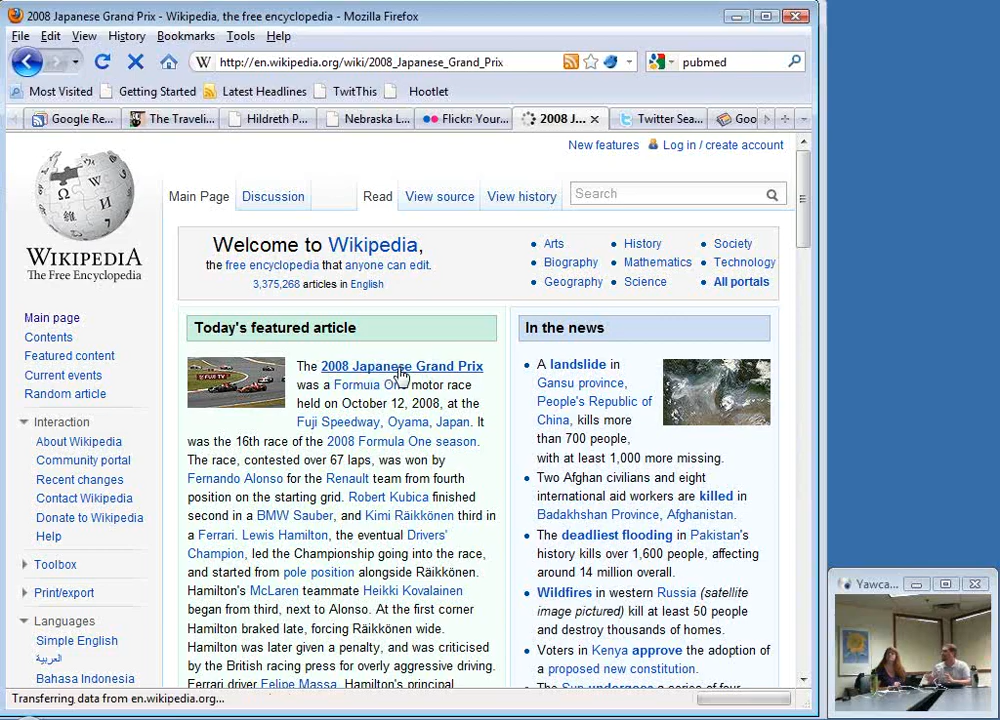 2008 Japanese Grand Prix - Wikipedia, the free encyclopedia - Mozilla Firefox
File Edit View History Bookmarks Tools Help
W http://en.wikipedia.org/wiki/2008_Japanese_Grand_Prix
pubmed
Most Visited Getting Started Latest Headlines TwitThis Hootlet
Google Re... The Traveli... Hildreth P... Nebraska L... Flickr: Your... 2008 J... Twitter Sea... Goo
New features Log in / create account
Main Page Discussion Read View source View history Search
WIKIPEDIA
The Free Encyclopedia
Main page
Contents
Featured content
Current events
Random article
Interaction
About Wikipedia
Community portal
Recent changes
Contact Wikipedia
Donate to Wikipedia
Help
Toolbox
Print/export
Languages
Simple English
العربية
Bahasa Indonesia
Welcome to Wikipedia,
the free encyclopedia that anyone can edit.
3,375,268 articles in English
Arts History Society
Biography Mathematics Technology
Geography Science All portals
Today's featured article
The 2008 Japanese Grand Prix
was a Formula One motor race
held on October 12, 2008, at the
Fuji Speedway, Oyama, Japan. It
was the 16th race of the 2008 Formula One season.
The race, contested over 67 laps, was won by
Fernando Alonso for the Renault team from fourth
position on the starting grid. Robert Kubica finished
second in a BMW Sauber, and Kimi Räikkönen third in
a Ferrari. Lewis Hamilton, the eventual Drivers'
Champion, led the Championship going into the race,
and started from pole position alongside Räikkönen.
Hamilton's McLaren teammate Heikki Kovalainen
began from third, next to Alonso. At the first corner
Hamilton braked late, forcing Räikkönen wide.
Hamilton was later given a penalty, and was criticised
by the British racing press for overly aggressive driving.
Ferrari driver Felipe Massa, Hamilton's principal
In the news
A landslide in
Gansu province,
People's Republic of
China, kills more
than 700 people,
with at least 1,000 more missing.
Two Afghan civilians and eight
international aid workers are killed in
Badakhshan Province, Afghanistan.
The deadliest flooding in Pakistan's
history kills over 1,600 people, affecting
around 14 million overall.
Wildfires in western Russia (satellite
image pictured) kill at least 50 people
and destroy thousands of homes.
Voters in Kenya approve the adoption of
a proposed new constitution.
The Sun undergoes a series of four
Transferring data from en.wikipedia.org...
Yawca...